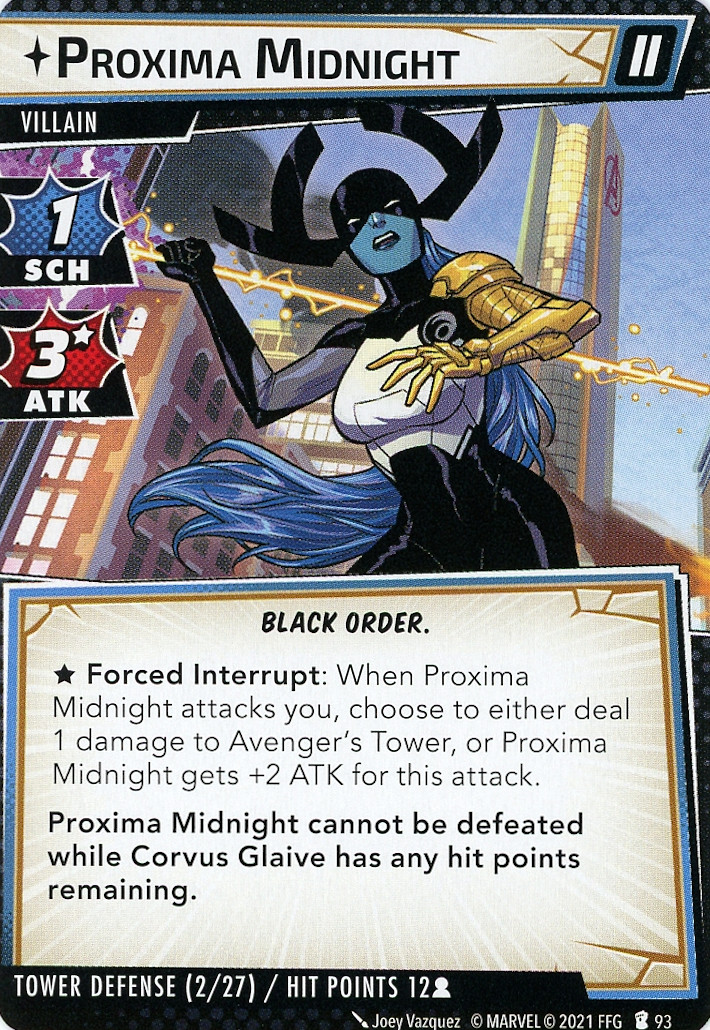 PROXIMA MIDNIGHT
II
VILLAIN
1
SCH
3
ATK
BLACK ORDER.
★ Forced Interrupt: When Proxima
Midnight attacks you, choose to either deal
1 damage to Avenger's Tower, or Proxima
Midnight gets +2 ATK for this attack.
Proxima Midnight cannot be defeated
while Corvus Glaive has any hit points
remaining.
TOWER DEFENSE (2/27) / HIT POINTS 12
Joey Vazquez © MARVEL © 2021 FFG 93